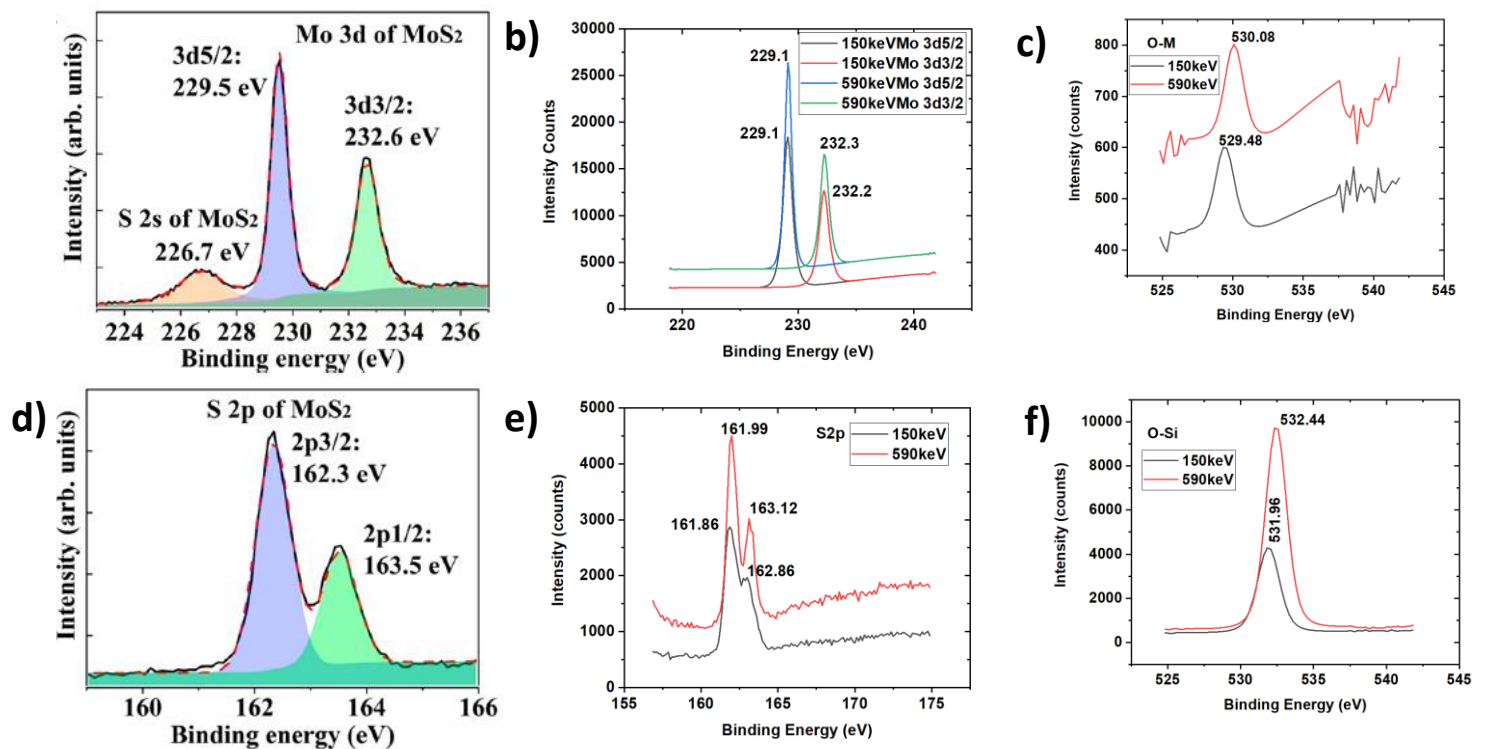 Mo 3d of MoS2
3d5/2:
229.5 eV
3d3/2:
232.6 eV
S 2s of MoS2
226.7 eV
Intensity (arb. units)
224 226 228 230 232 234 236
Binding energy (eV)
b)
30000
25000
20000
15000
10000
5000
0
Intensity Counts
150keVMo 3d5/2
150keVMo 3d3/2
590keVMo 3d5/2
590keVMo 3d3/2
229.1
229.1
232.3
232.2
220 230 240
Binding Energy (eV)
c)
800
700
600
500
400
Intensity (counts)
O-M
150keV
590keV
530.08
529.48
525 530 535 540 545
Binding Energy (eV)
d)
S 2p of MoS2
2p3/2:
162.3 eV
2p1/2:
163.5 eV
Intensity (arb. units)
160 162 164 166
Binding energy (eV)
e)
5000
4000
3000
2000
1000
0
Intensity (counts)
S2p
150keV
590keV
161.99
163.12
161.86
162.86
155 160 165 170 175
Binding Energy (eV)
f)
10000
8000
6000
4000
2000
0
Intensity (counts)
O-Si
150keV
590keV
532.44
531.96
525 530 535 540 545
Binding Energy (eV)